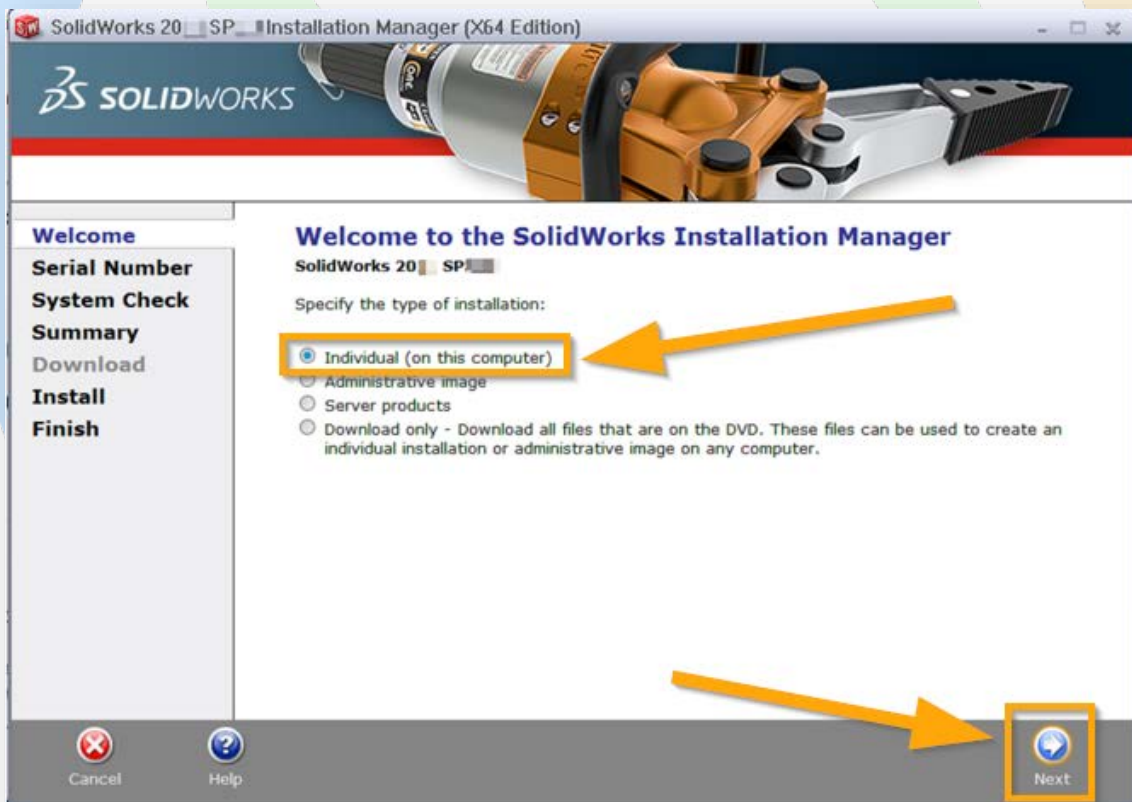 SolidWorks 20 SP Installation Manager (X64 Edition)
3S SOLIDWORKS
Welcome
Serial Number
System Check
Summary
Download
Install
Finish
Welcome to the SolidWorks Installation Manager
SolidWorks 20 SP
Specify the type of installation:
Individual (on this computer)
Administrative image
Server products
Download only - Download all files that are on the DVD. These files can be used to create an
individual installation or administrative image on any computer.
Cancel
Help
Next